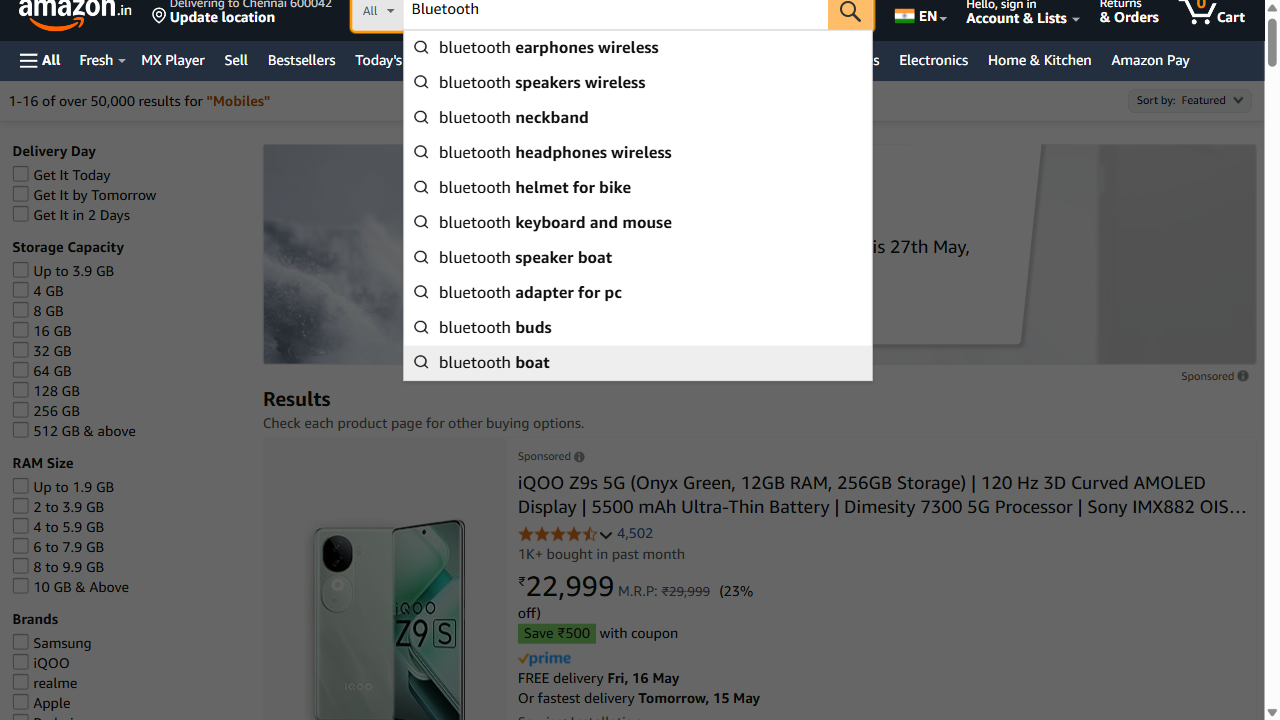 amazon.in
Delivering to Chennai 600042
Update location
All
Bluetooth
EN
Hello, sign in
Account & Lists
Returns
& Orders
0
Cart
All
Fresh
MX Player
Sell
Bestsellers
Today's
s
Electronics
Home & Kitchen
Amazon Pay
bluetooth earphones wireless
bluetooth speakers wireless
bluetooth neckband
bluetooth headphones wireless
bluetooth helmet for bike
bluetooth keyboard and mouse
bluetooth speaker boat
bluetooth adapter for pc
bluetooth buds
bluetooth boat
1-16 of over 50,000 results for "Mobiles"
Sort by: Featured
Delivery Day
Get It Today
Get It by Tomorrow
Get It in 2 Days
Storage Capacity
Up to 3.9 GB
4 GB
8 GB
16 GB
32 GB
64 GB
128 GB
256 GB
512 GB & above
RAM Size
Up to 1.9 GB
2 to 3.9 GB
4 to 5.9 GB
6 to 7.9 GB
8 to 9.9 GB
10 GB & Above
Brands
Samsung
iQOO
realme
Apple
is 27th May,
Sponsored
Results
Check each product page for other buying options.
iQOO
Z9S
iQOO
Sponsored
iQOO Z9s 5G (Onyx Green, 12GB RAM, 256GB Storage) | 120 Hz 3D Curved AMOLED
Display | 5500 mAh Ultra-Thin Battery | Dimesity 7300 5G Processor | Sony IMX882 OIS…
4,502
1K+ bought in past month
₹22,999 M.R.P: ₹29,999 (23%
off)
Save ₹500 with coupon
prime
FREE delivery Fri, 16 May
Or fastest delivery Tomorrow, 15 May